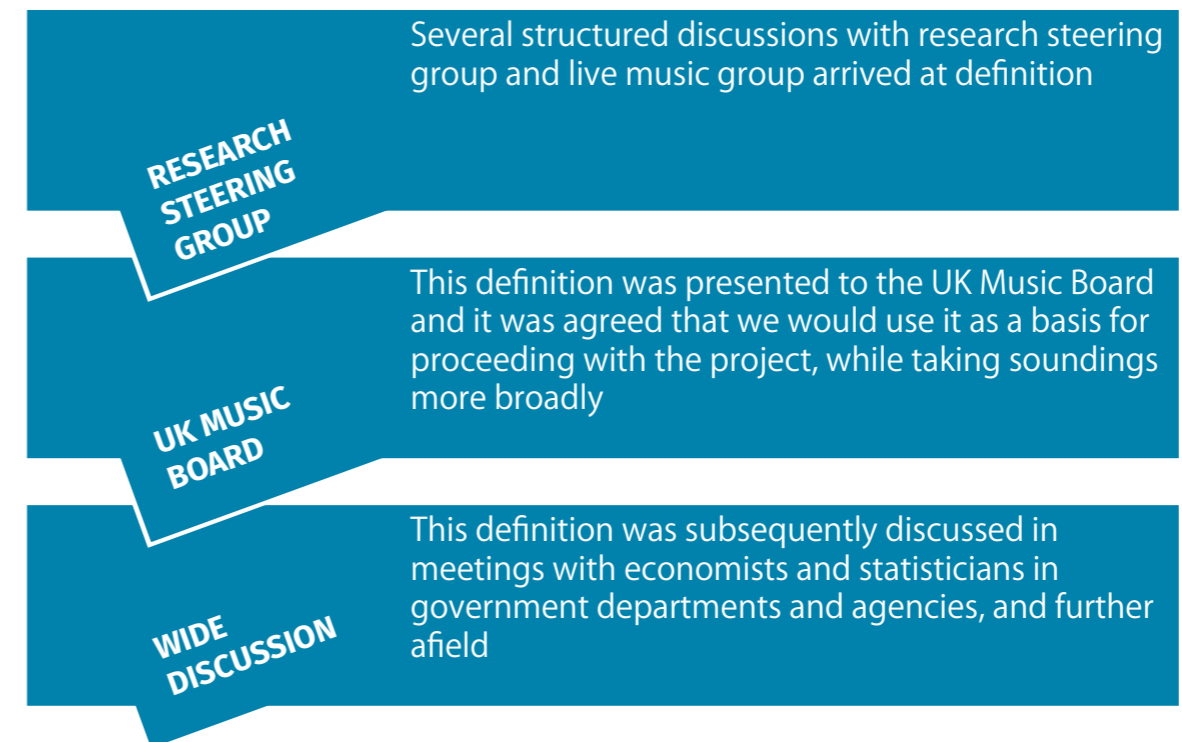 Several structured discussions with research steering
group and live music group arrived at definition
RESEARCH
STEERING
GROUP
This definition was presented to the UK Music Board
and it was agreed that we would use it as a basis for
proceeding with the project, while taking soundings
more broadly
UK MUSIC
BOARD
This definition was subsequently discussed in
meetings with economists and statisticians in
government departments and agencies, and further
afield
WIDE
DISCUSSION